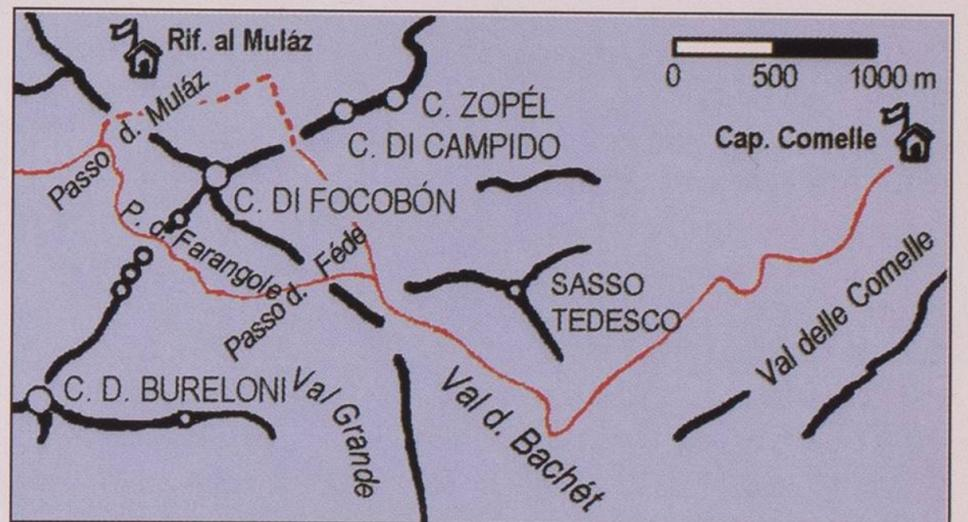 Rif. al Muláz
0 500 1000 m
Passo d. Muláz
C. ZOPÉL
C. DI CAMPIDO
Cap. Comelle
C. DI FOCOBÓN
P. d. Farangole
Passo d. Féde
SASSO
TEDESCO
Val delle Comelle
C. D. BURELONI
Val Grande
Val d. Bachét